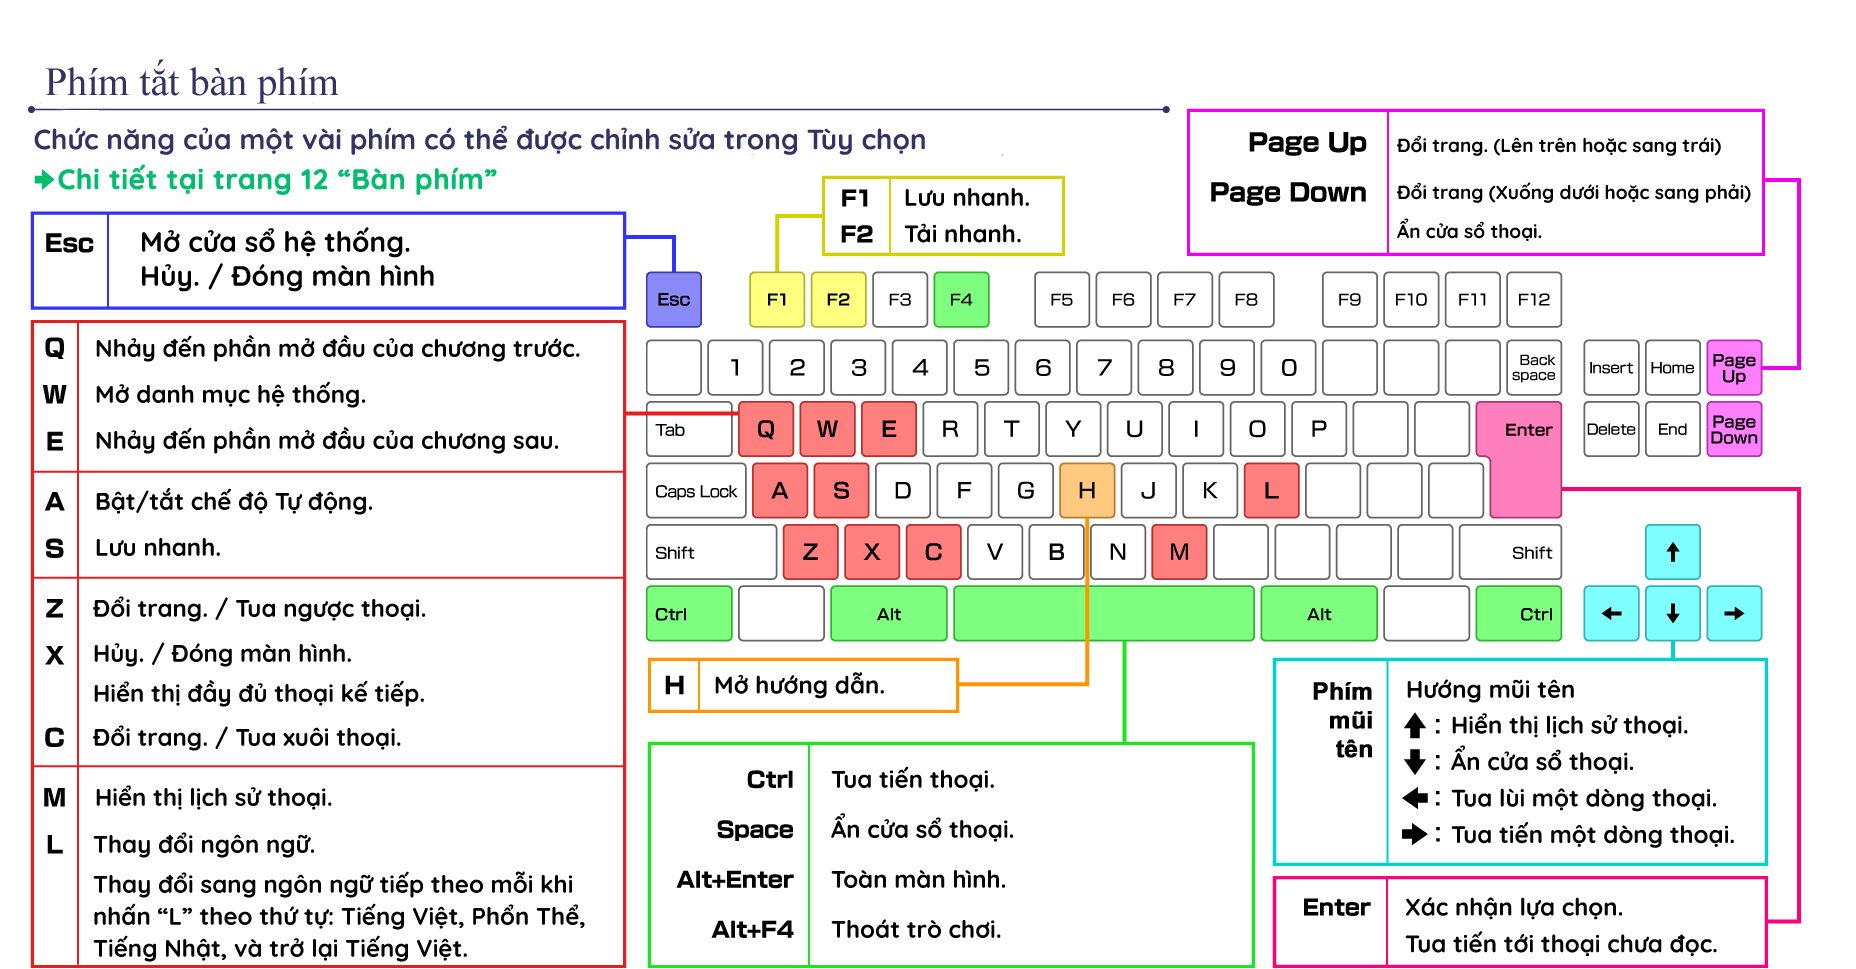 Phím tắt bàn phím
Chức năng của một vài phím có thể được chỉnh sửa trong Tùy chọn
➜Chi tiết tại trang 12 “Bàn phím”
Esc Mở cửa sổ hệ thống.
Hủy. / Đóng màn hình
F1 Lưu nhanh.
F2 Tải nhanh.
Page Up Đổi trang. (Lên trên hoặc sang trái)
Page Down Đổi trang (Xuống dưới hoặc sang phải)
Ẩn cửa sổ thoại.
Q Nhảy đến phần mở đầu của chương trước.
W Mở danh mục hệ thống.
E Nhảy đến phần mở đầu của chương sau.
A Bật/tắt chế độ Tự động.
S Lưu nhanh.
Z Đổi trang. / Tua ngược thoại.
X Hủy. / Đóng màn hình.
Hiển thị đầy đủ thoại kế tiếp.
C Đổi trang. / Tua xuôi thoại.
M Hiển thị lịch sử thoại.
L Thay đổi ngôn ngữ.
Thay đổi sang ngôn ngữ tiếp theo mỗi khi
nhấn “L” theo thứ tự: Tiếng Việt, Phồn Thể,
Tiếng Nhật, và trở lại Tiếng Việt.
Esc F1 F2 F3 F4 F5 F6 F7 F8 F9 F10 F11 F12
1 2 3 4 5 6 7 8 9 0 Back space Insert Home Page Up
Tab Q W E R T Y U I O P Enter Delete End Page Down
Caps Lock A S D F G H J K L
Shift Z X C V B N M Shift ↑
Ctrl Alt Alt Ctrl ← ↓ →
H Mở hướng dẫn.
Ctrl Tua tiến thoại.
Space Ẩn cửa sổ thoại.
Alt+Enter Toàn màn hình.
Alt+F4 Thoát trò chơi.
Phím mũi tên Hướng mũi tên
⬆ : Hiển thị lịch sử thoại.
⬇ : Ẩn cửa sổ thoại.
⬅ : Tua lùi một dòng thoại.
➡ : Tua tiến một dòng thoại.
Enter Xác nhận lựa chọn.
Tua tiến tới thoại chưa đọc.